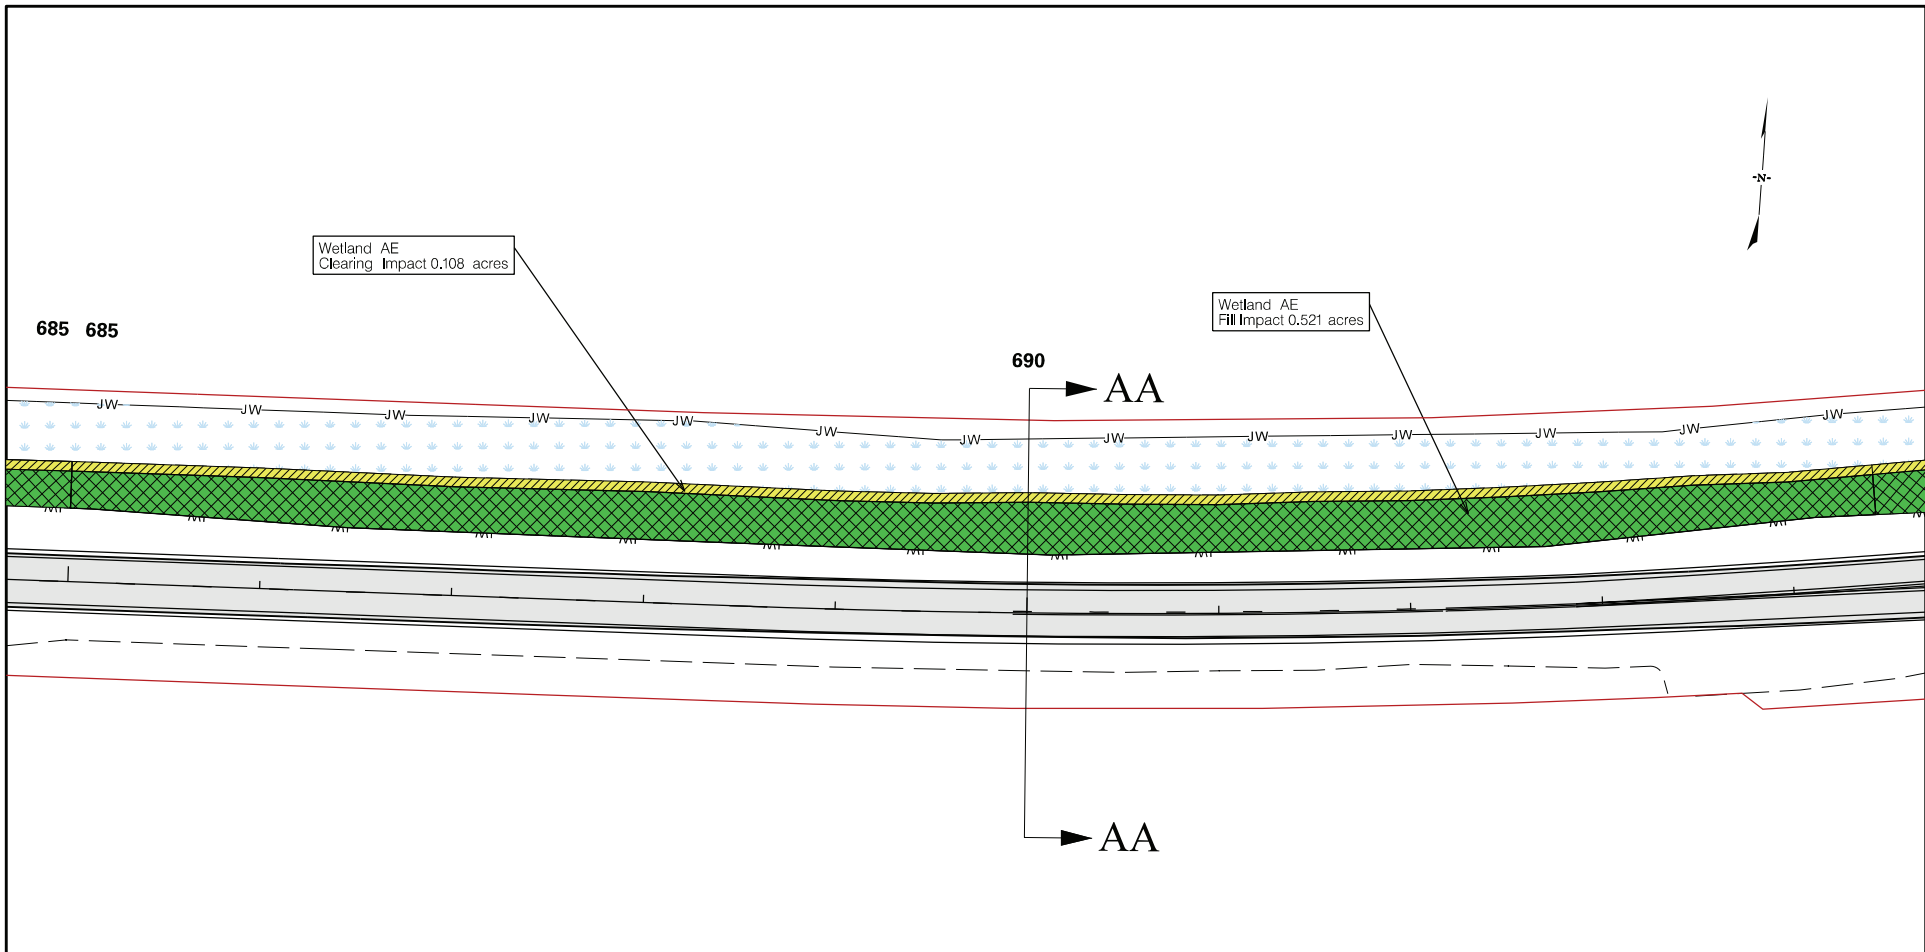 -N-
Wetland AE
Clearing Impact 0.108 acres
Wetland AE
Fill Impact 0.521 acres
685 685
690
AA
JW JW JW JW JW JW JW JW JW JW JW JW JW
AA